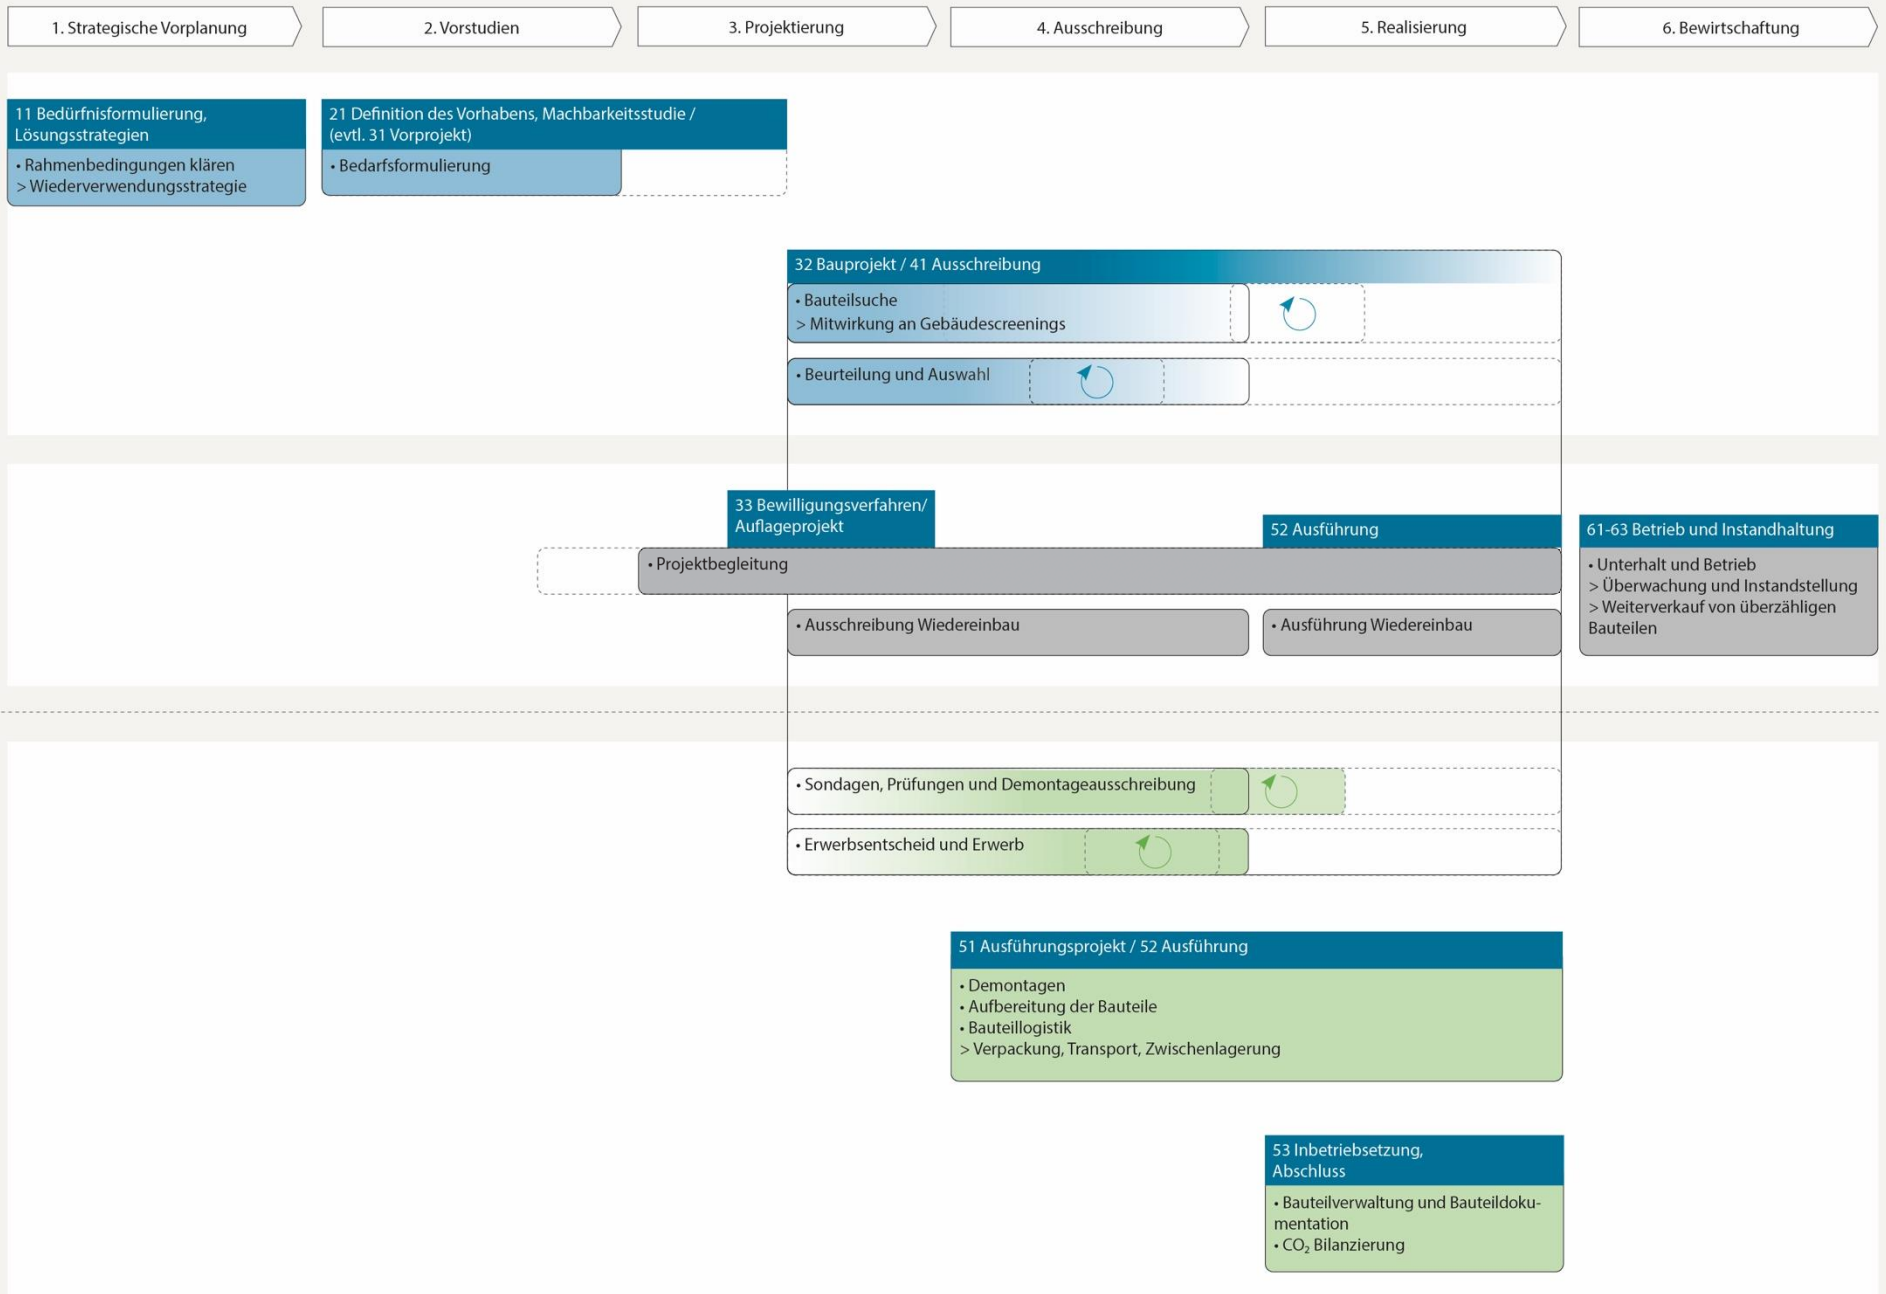 1. Strategische Vorplanung
2. Vorstudien
3. Projektierung
4. Ausschreibung
5. Realisierung
6. Bewirtschaftung
11 Bedürfnisformulierung,
Lösungsstrategien
• Rahmenbedingungen klären
> Wiederverwendungsstrategie
21 Definition des Vorhabens, Machbarkeitsstudie /
(evtl. 31 Vorprojekt)
• Bedarfsformulierung
32 Bauprojekt / 41 Ausschreibung
• Bauteilsuche
> Mitwirkung an Gebäudescreenings
• Beurteilung und Auswahl
33 Bewilligungsverfahren/
Auflageprojekt
52 Ausführung
61-63 Betrieb und Instandhaltung
• Projektbegleitung
• Unterhalt und Betrieb
> Überwachung und Instandstellung
> Weiterverkauf von überzähligen
Bauteilen
• Ausschreibung Wiedereinbau
• Ausführung Wiedereinbau
• Sondagen, Prüfungen und Demontageausschreibung
• Erwerbsentscheid und Erwerb
51 Ausführungsprojekt / 52 Ausführung
• Demontagen
• Aufbereitung der Bauteile
• Bauteillogistik
> Verpackung, Transport, Zwischenlagerung
53 Inbetriebsetzung,
Abschluss
• Bauteilverwaltung und Bauteildoku-
mentation
• CO₂ Bilanzierung